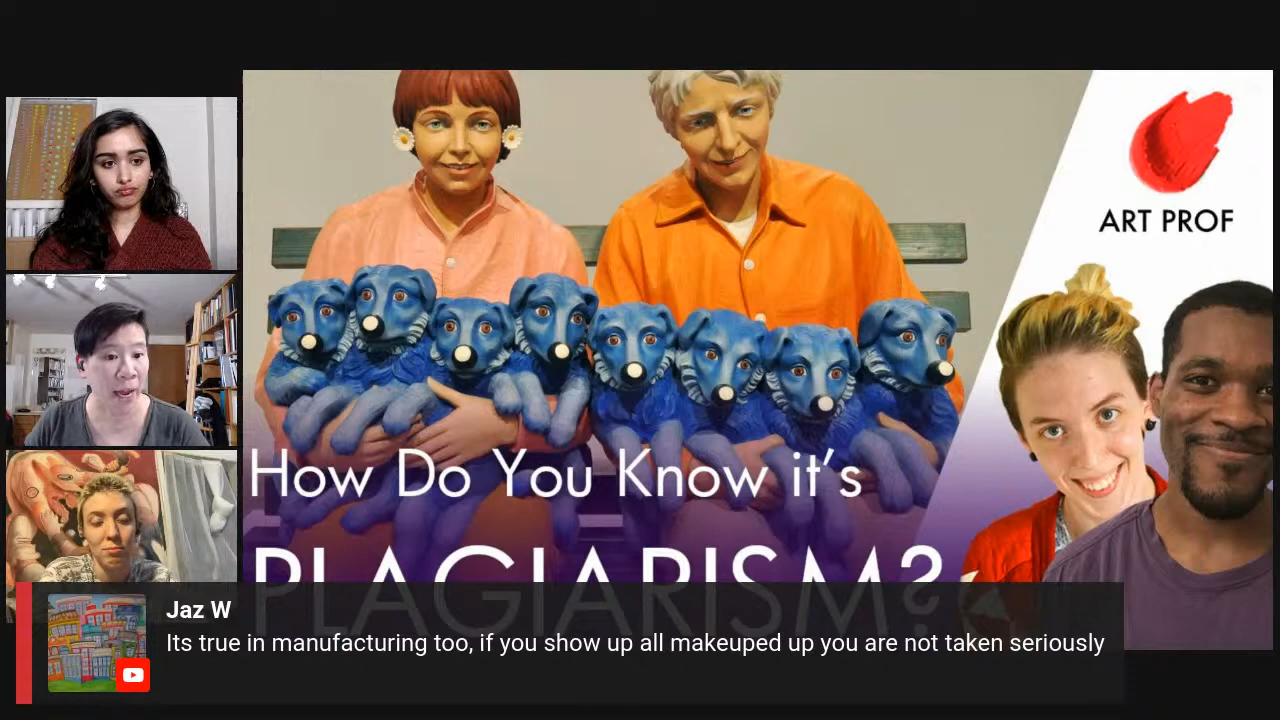 ART PROF
How Do You Know it's
PLAGIARISM?
Jaz W
Its true in manufacturing too, if you show up all makeuped up you are not taken seriously